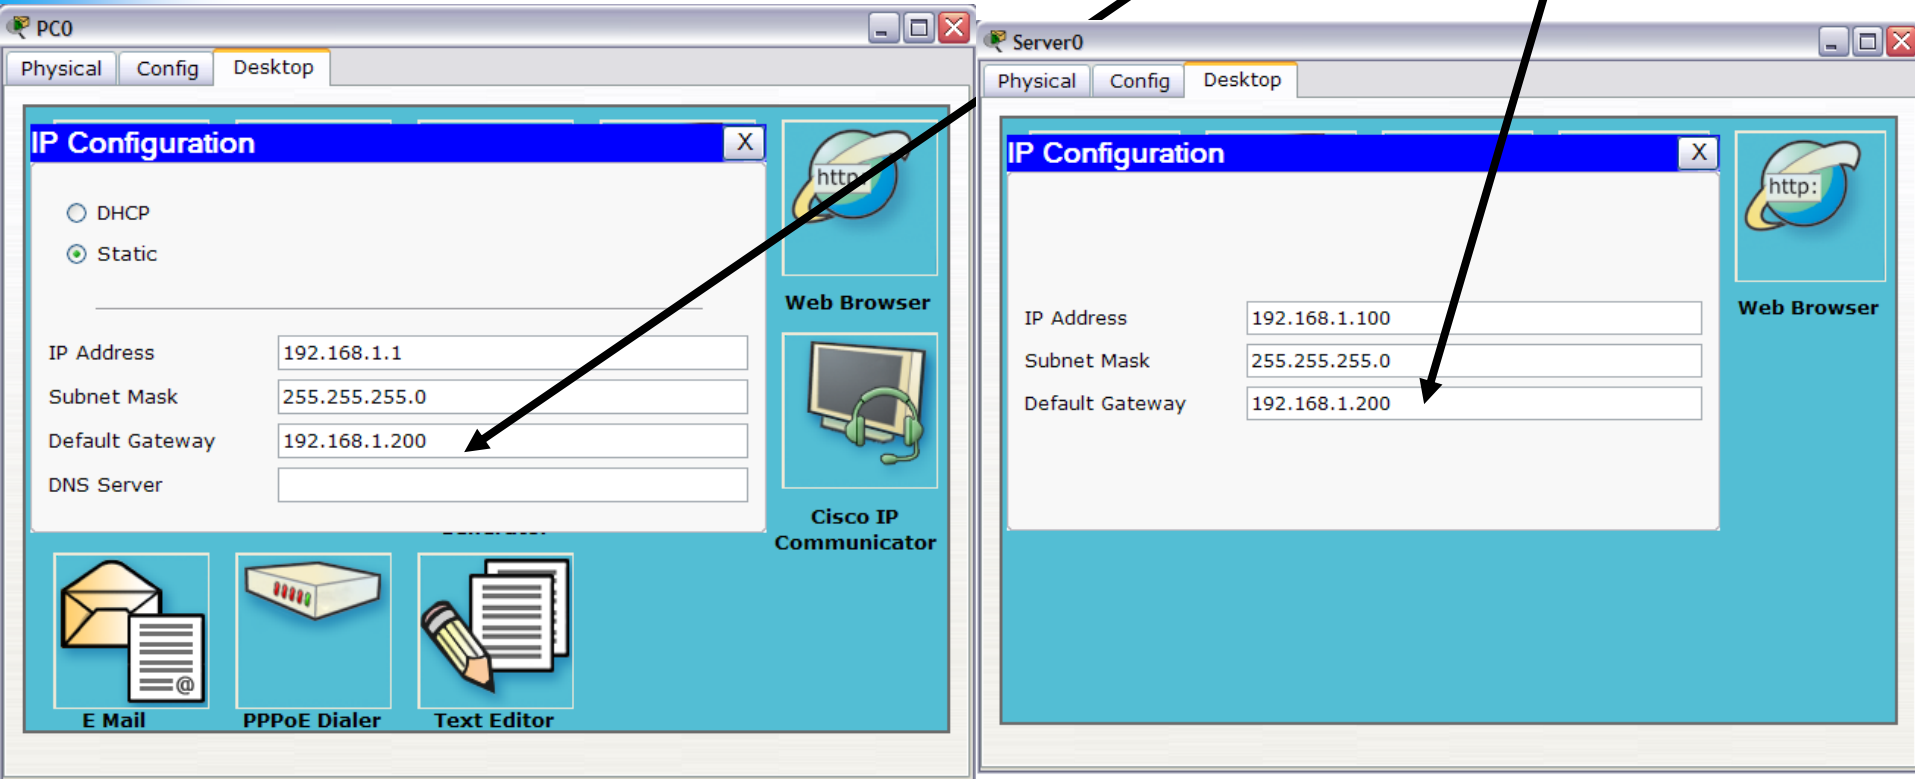 PC0
Physical Config Desktop
IP Configuration X
http:
DHCP
Static
Web Browser
IP Address 192.168.1.1
Subnet Mask 255.255.255.0
Default Gateway 192.168.1.200
DNS Server
Cisco IP
Communicator
@
E Mail PPPoE Dialer Text Editor
Server0
Physical Config Desktop
IP Configuration X
http:
Web Browser
IP Address 192.168.1.100
Subnet Mask 255.255.255.0
Default Gateway 192.168.1.200